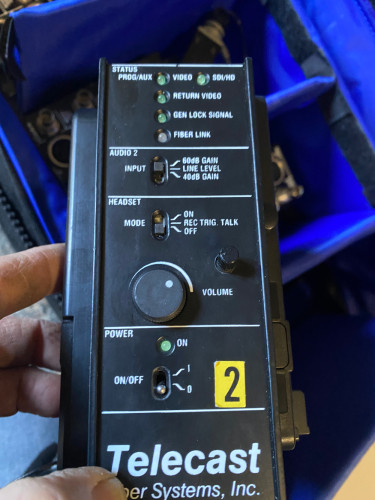 STATUS
PROG/AUX VIDEO SDI/HD
RETURN VIDEO
GEN LOCK SIGNAL
FIBER LINK
AUDIO 2
60dB GAIN
INPUT LINE LEVEL
40dB GAIN
HEADSET
ON
MODE REC TRIG. TALK
OFF
VOLUME
POWER
ON
I
ON/OFF
0
2
Telecast
ber Systems, Inc.